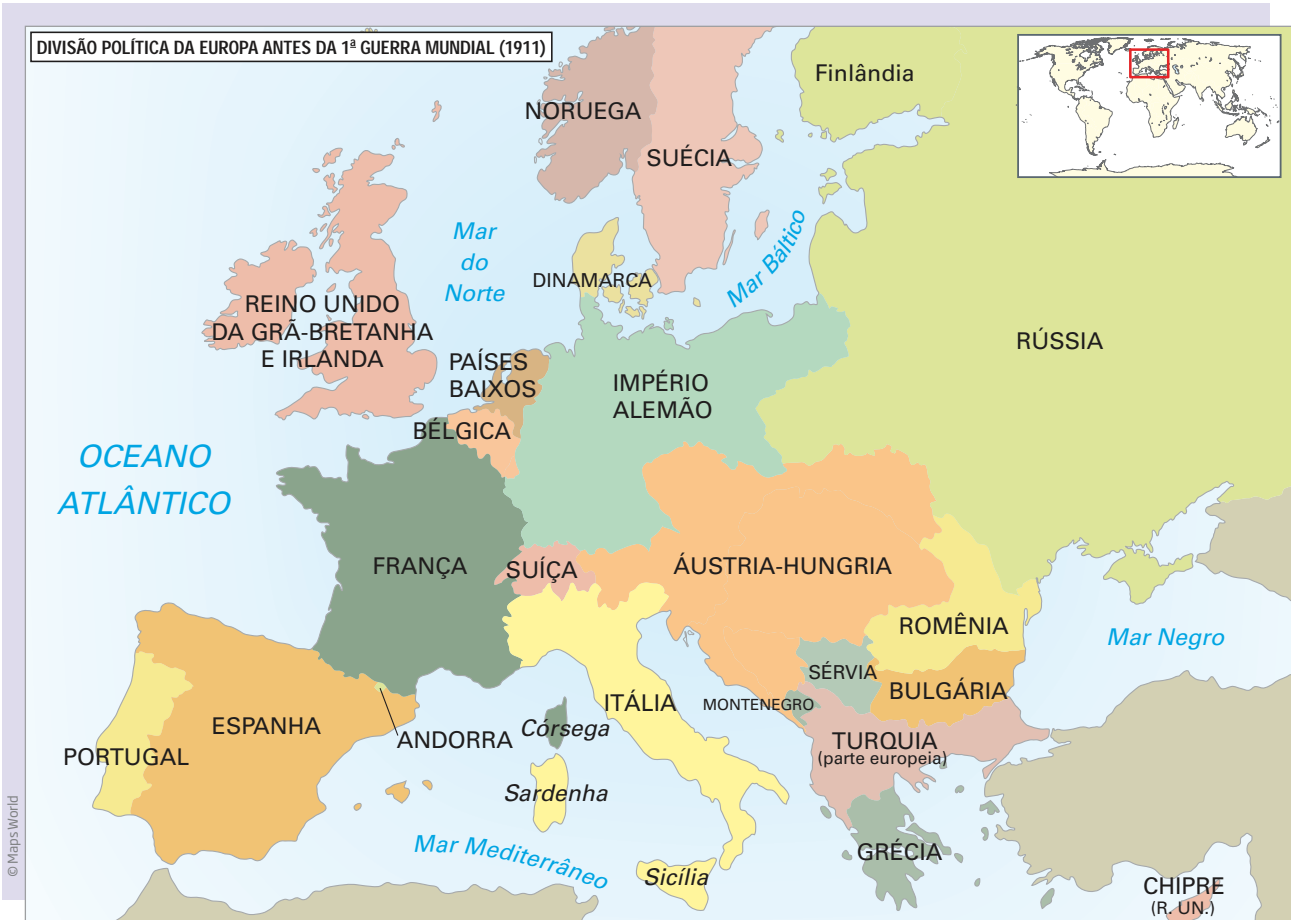 DIVISÃO POLÍTICA DA EUROPA ANTES DA 1ª GUERRA MUNDIAL (1911)
Finlândia
NORUEGA
SUÉCIA
Mar
do
Norte
Mar Báltico
DINAMARCA
REINO UNIDO
DA GRÃ-BRETANHA
E IRLANDA
RÚSSIA
PAÍSES
BAIXOS
IMPÉRIO
ALEMÃO
BÉLGICA
OCEANO
ATLÂNTICO
FRANÇA
SUÍÇA
ÁUSTRIA-HUNGRIA
ROMÊNIA
Mar Negro
SÉRVIA
BULGÁRIA
MONTENEGRO
ITÁLIA
ESPANHA
ANDORRA
Córsega
PORTUGAL
TURQUIA
(parte europeia)
Sardenha
Mar Mediterrâneo
GRÉCIA
Sicília
CHIPRE
(R. UN.)
© Maps World